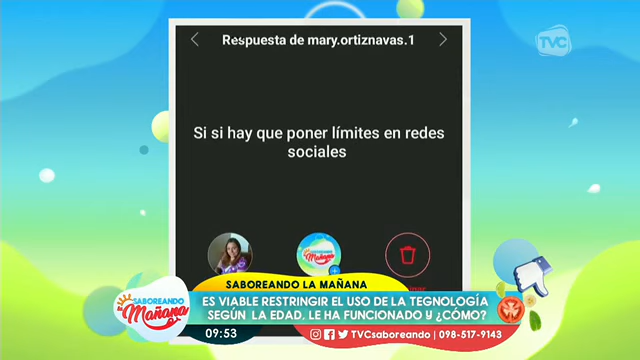 TVC
Respuesta de mary.ortiznavas.1
Si si hay que poner límites en redes
sociales
SABOREANDO LA MAÑANA
SABOREANDO
la Mañana
ES VIABLE RESTRINGIR EL USO DE LA TEGNOLOGÍA
SEGÚN LA EDAD, LE HA FUNCIONADO Y ¿CÓMO?
09:53
TVCsaboreando | 098-517-9143